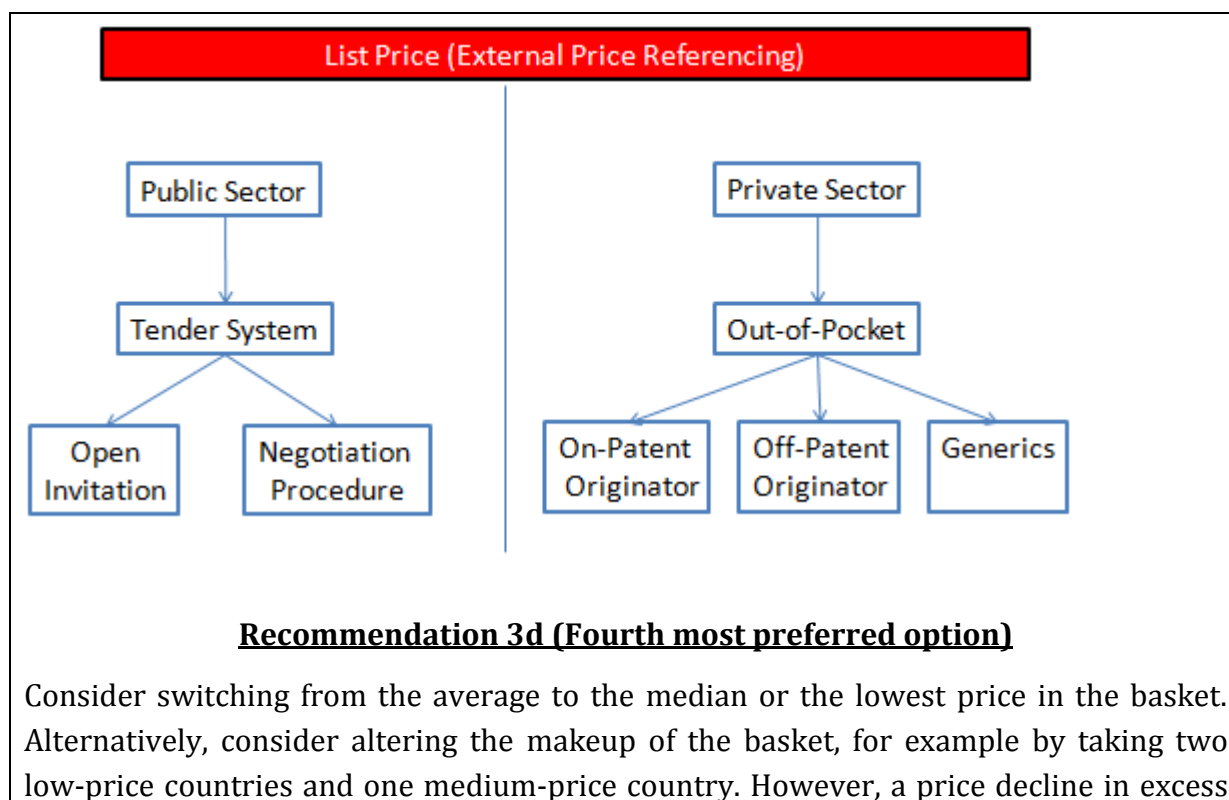 List Price (External Price Referencing)
Public Sector
Private Sector
Tender System
Out-of-Pocket
Open
Invitation
Negotiation
Procedure
On-Patent
Originator
Off-Patent
Originator
Generics
Recommendation 3d (Fourth most preferred option)
Consider switching from the average to the median or the lowest price in the basket.
Alternatively, consider altering the makeup of the basket, for example by taking two
low-price countries and one medium-price country. However, a price decline in excess